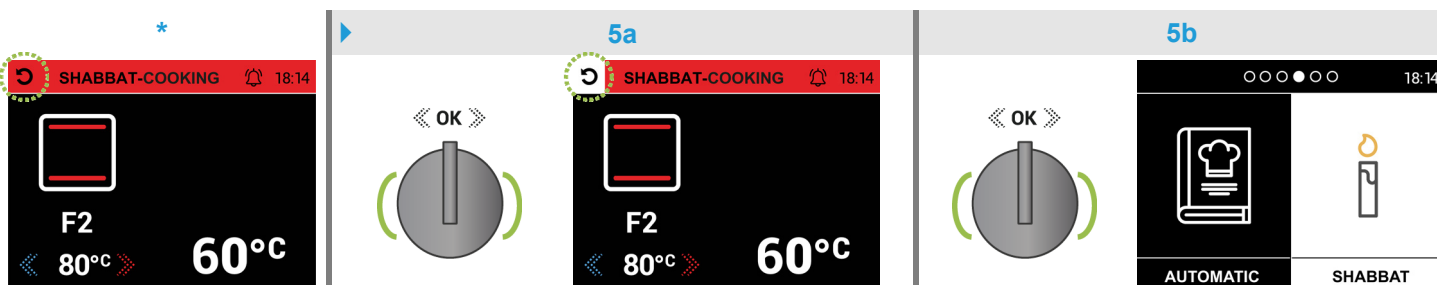 *
5a
5b
SHABBAT-COOKING 18:14
F2
80°C 60°C
OK
SHABBAT-COOKING 18:14
F2
80°C 60°C
OK
18:14
AUTOMATIC SHABBAT